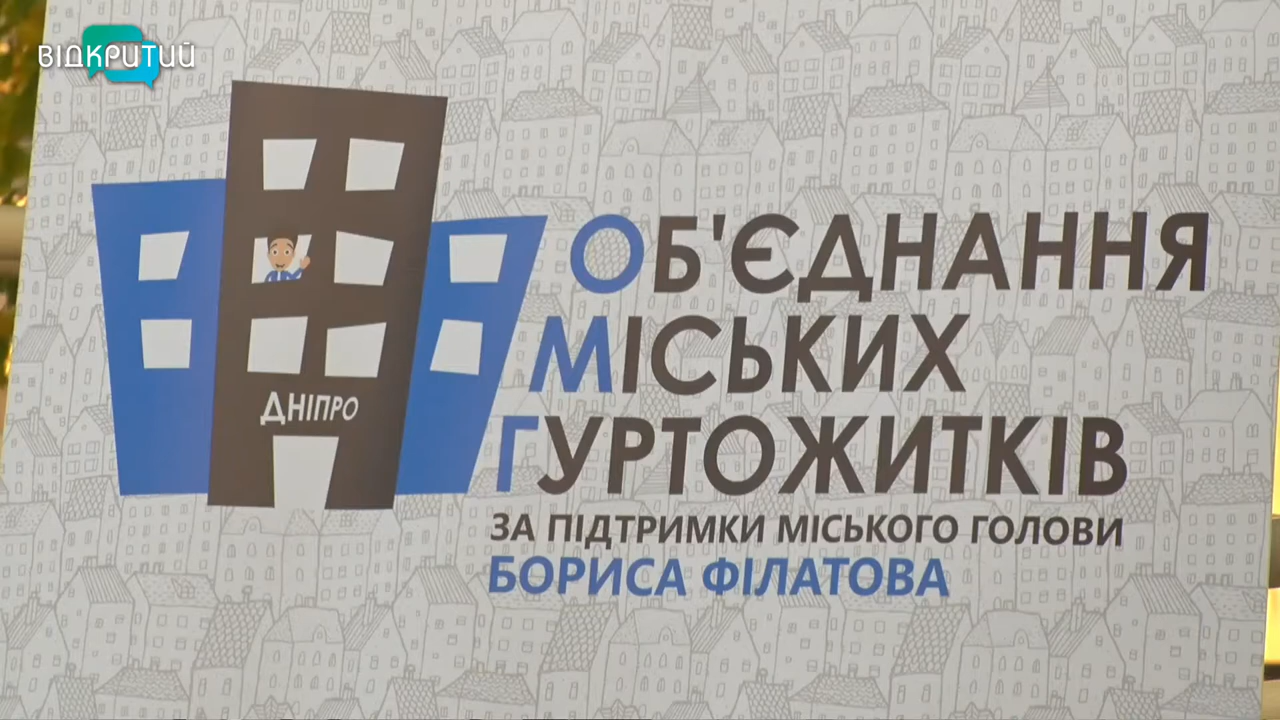 ВІДКРИТИЙ
ДНІПРО
ОБ'ЄДНАННЯ
МІСЬКИХ
ГУРТОЖИТКІВ
ЗА ПІДТРИМКИ МІСЬКОГО ГОЛОВИ
БОРИСА ФІЛАТОВА